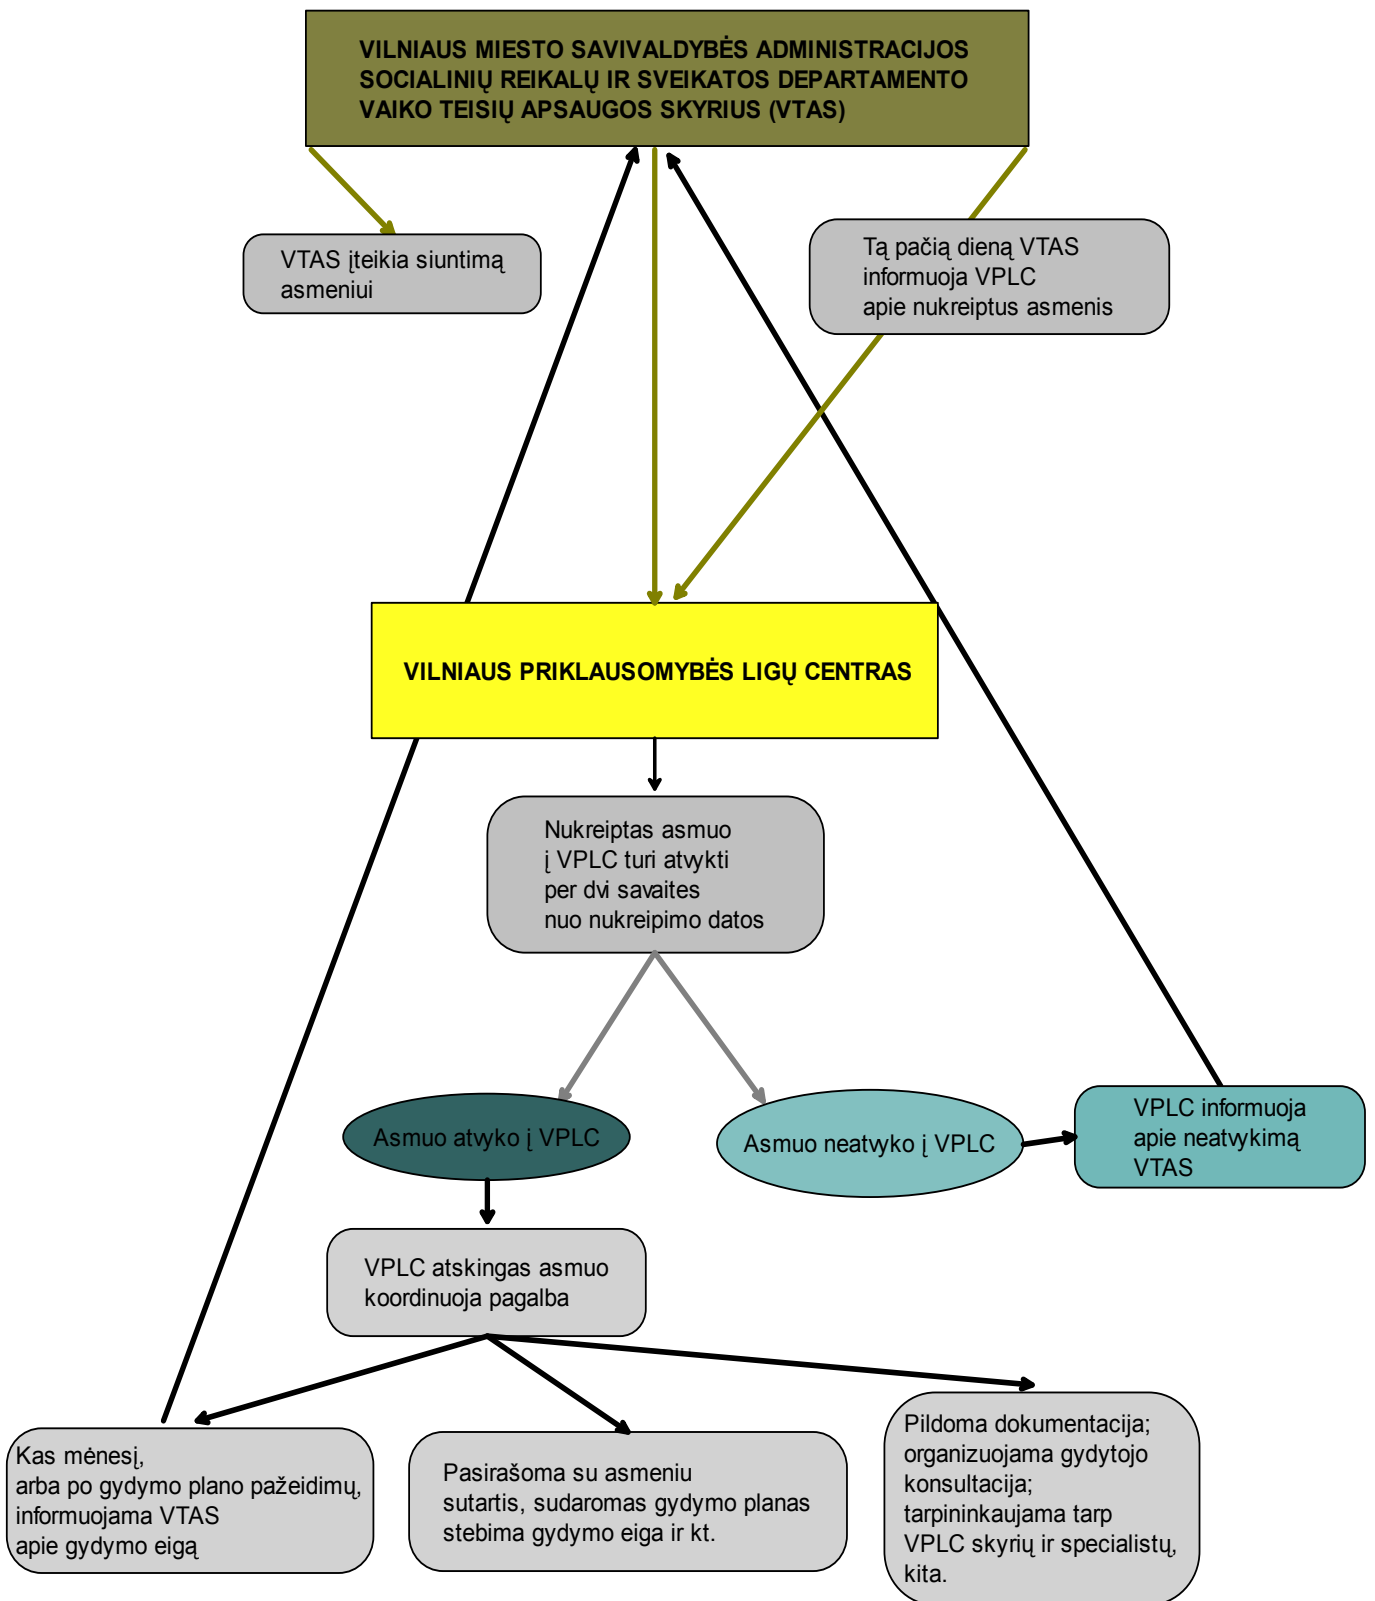 VILNIAUS MIESTO SAVIVALDYBĖS ADMINISTRACIJOS
SOCIALINIŲ REIKALŲ IR SVEIKATOS DEPARTAMENTO
VAIKO TEISIŲ APSAUGOS SKYRIUS (VTAS)
VTAS įteikia siuntimą
asmeniui
Tą pačią dieną VTAS
informuoja VPLC
apie nukreiptus asmenis
VILNIAUS PRIKLAUSOMYBĖS LIGŲ CENTRAS
Nukreiptas asmuo
į VPLC turi atvykti
per dvi savaites
nuo nukreipimo datos
Asmuo atvyko į VPLC
Asmuo neatvyko į VPLC
VPLC informuoja
apie neatvykimą
VTAS
VPLC atskingas asmuo
koordinuoja pagalba
Kas mėnesį,
arba po gydymo plano pažeidimų,
informuojama VTAS
apie gydymo eigą
Pasirašoma su asmeniu
sutartis, sudaromas gydymo planas
stebima gydymo eiga ir kt.
Pildoma dokumentacija;
organizuojama gydytojo
konsultacija;
tarpininkaujama tarp
VPLC skyrių ir specialistų,
kita.